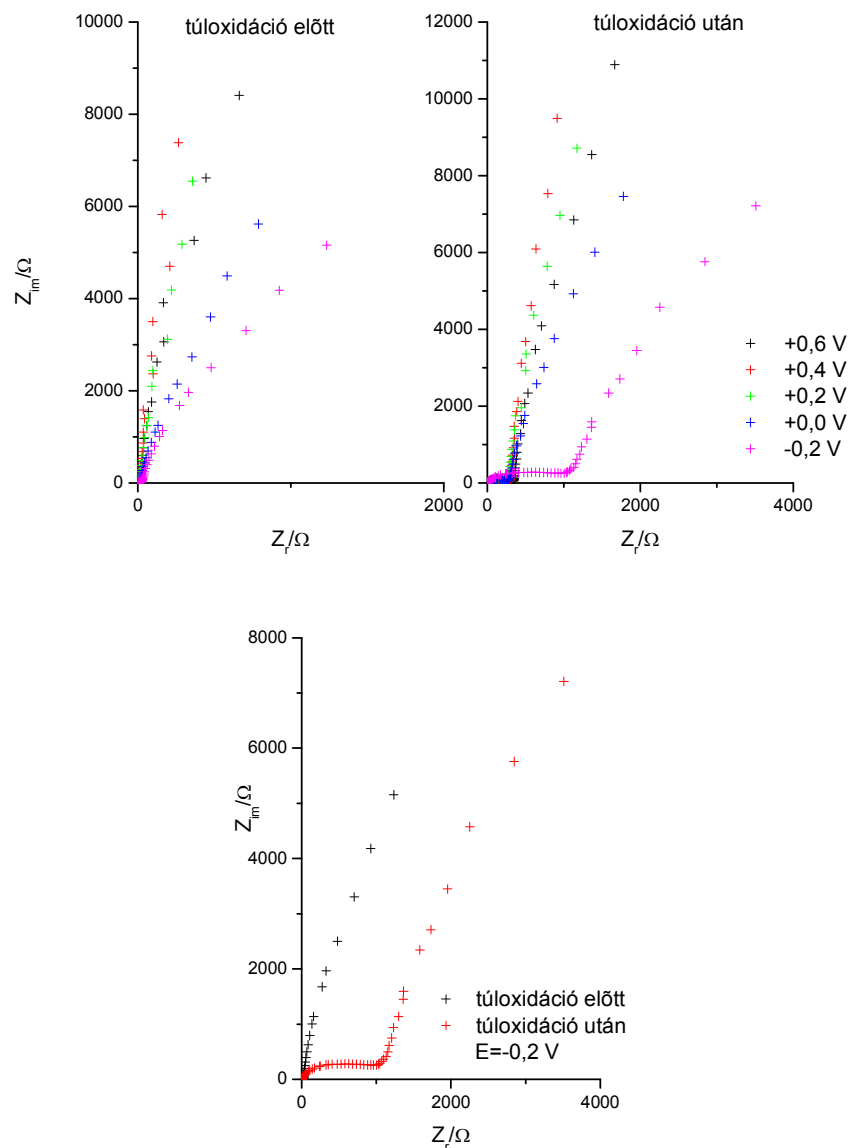 túloxidáció elõtt
10000
8000
6000
4000
2000
0
Z_im/Ω
0
2000
Z_r/Ω
túloxidáció után
12000
10000
8000
6000
4000
2000
0
0
2000
4000
Z_r/Ω
+0,6 V
+0,4 V
+0,2 V
+0,0 V
-0,2 V
8000
6000
4000
2000
0
Z_im/Ω
0
2000
4000
Z_r/Ω
túloxidáció elõtt
túloxidáció után
E=-0,2 V